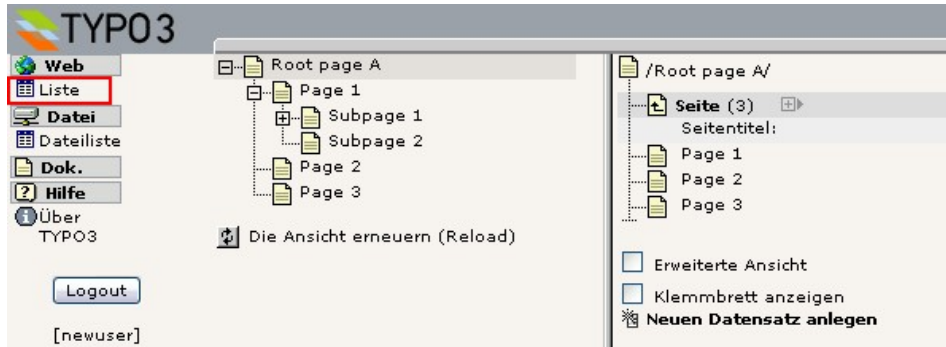 TYPO3
Web
Liste
Datei
Dateiliste
Dok.
Hilfe
Über
TYPO3
Logout
[newuser]
Root page A
Page 1
Subpage 1
Subpage 2
Page 2
Page 3
Die Ansicht erneuern (Reload)
/Root page A/
Seite (3)
Seitentitel:
Page 1
Page 2
Page 3
Erweiterte Ansicht
Klemmbrett anzeigen
Neuen Datensatz anlegen